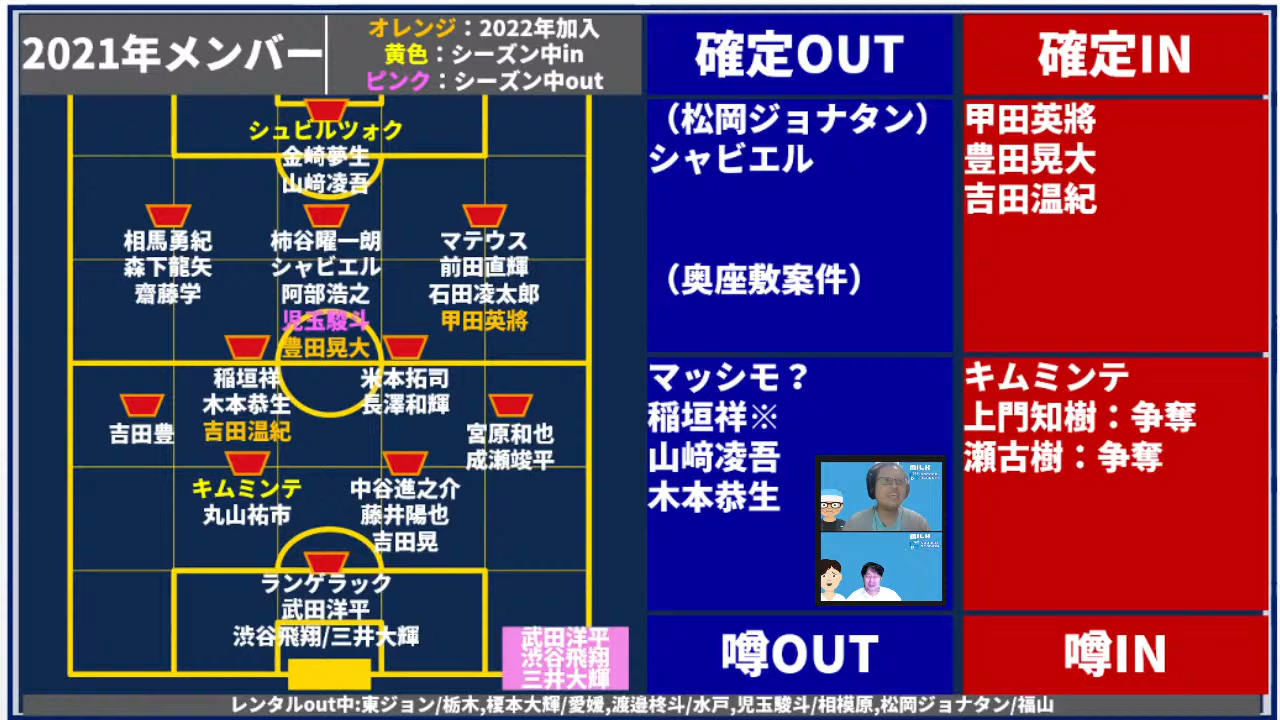 2021年メンバー
オレンジ：2022年加入
黄色：シーズン中in
ピンク：シーズン中out
確定OUT
確定IN
シュビルツォク
金崎夢生
山﨑凌吾
相馬勇紀
森下龍矢
齋藤学
柿谷曜一朗
シャビエル
阿部浩之
児玉駿斗
豊田晃大
マテウス
前田直輝
石田凌太郎
甲田英將
稲垣祥
木本恭生
吉田温紀
米本拓司
長澤和輝
吉田豊
宮原和也
成瀬竣平
キムミンテ
丸山祐市
中谷進之介
藤井陽也
吉田晃
ランゲラック
武田洋平
渋谷飛翔/三井大輝
武田洋平
渋谷飛翔
三井大輝
（松岡ジョナタン）
シャビエル
（奥座敷案件）
甲田英將
豊田晃大
吉田温紀
マッシモ？
稲垣祥※
山﨑凌吾
木本恭生
MILK
MILK
キムミンテ
上門知樹：争奪
瀬古樹：争奪
噂OUT
噂IN
レンタルout中:東ジョン/栃木,榎本大輝/愛媛,渡邉柊斗/水戸,児玉駿斗/相模原,松岡ジョナタン/福山